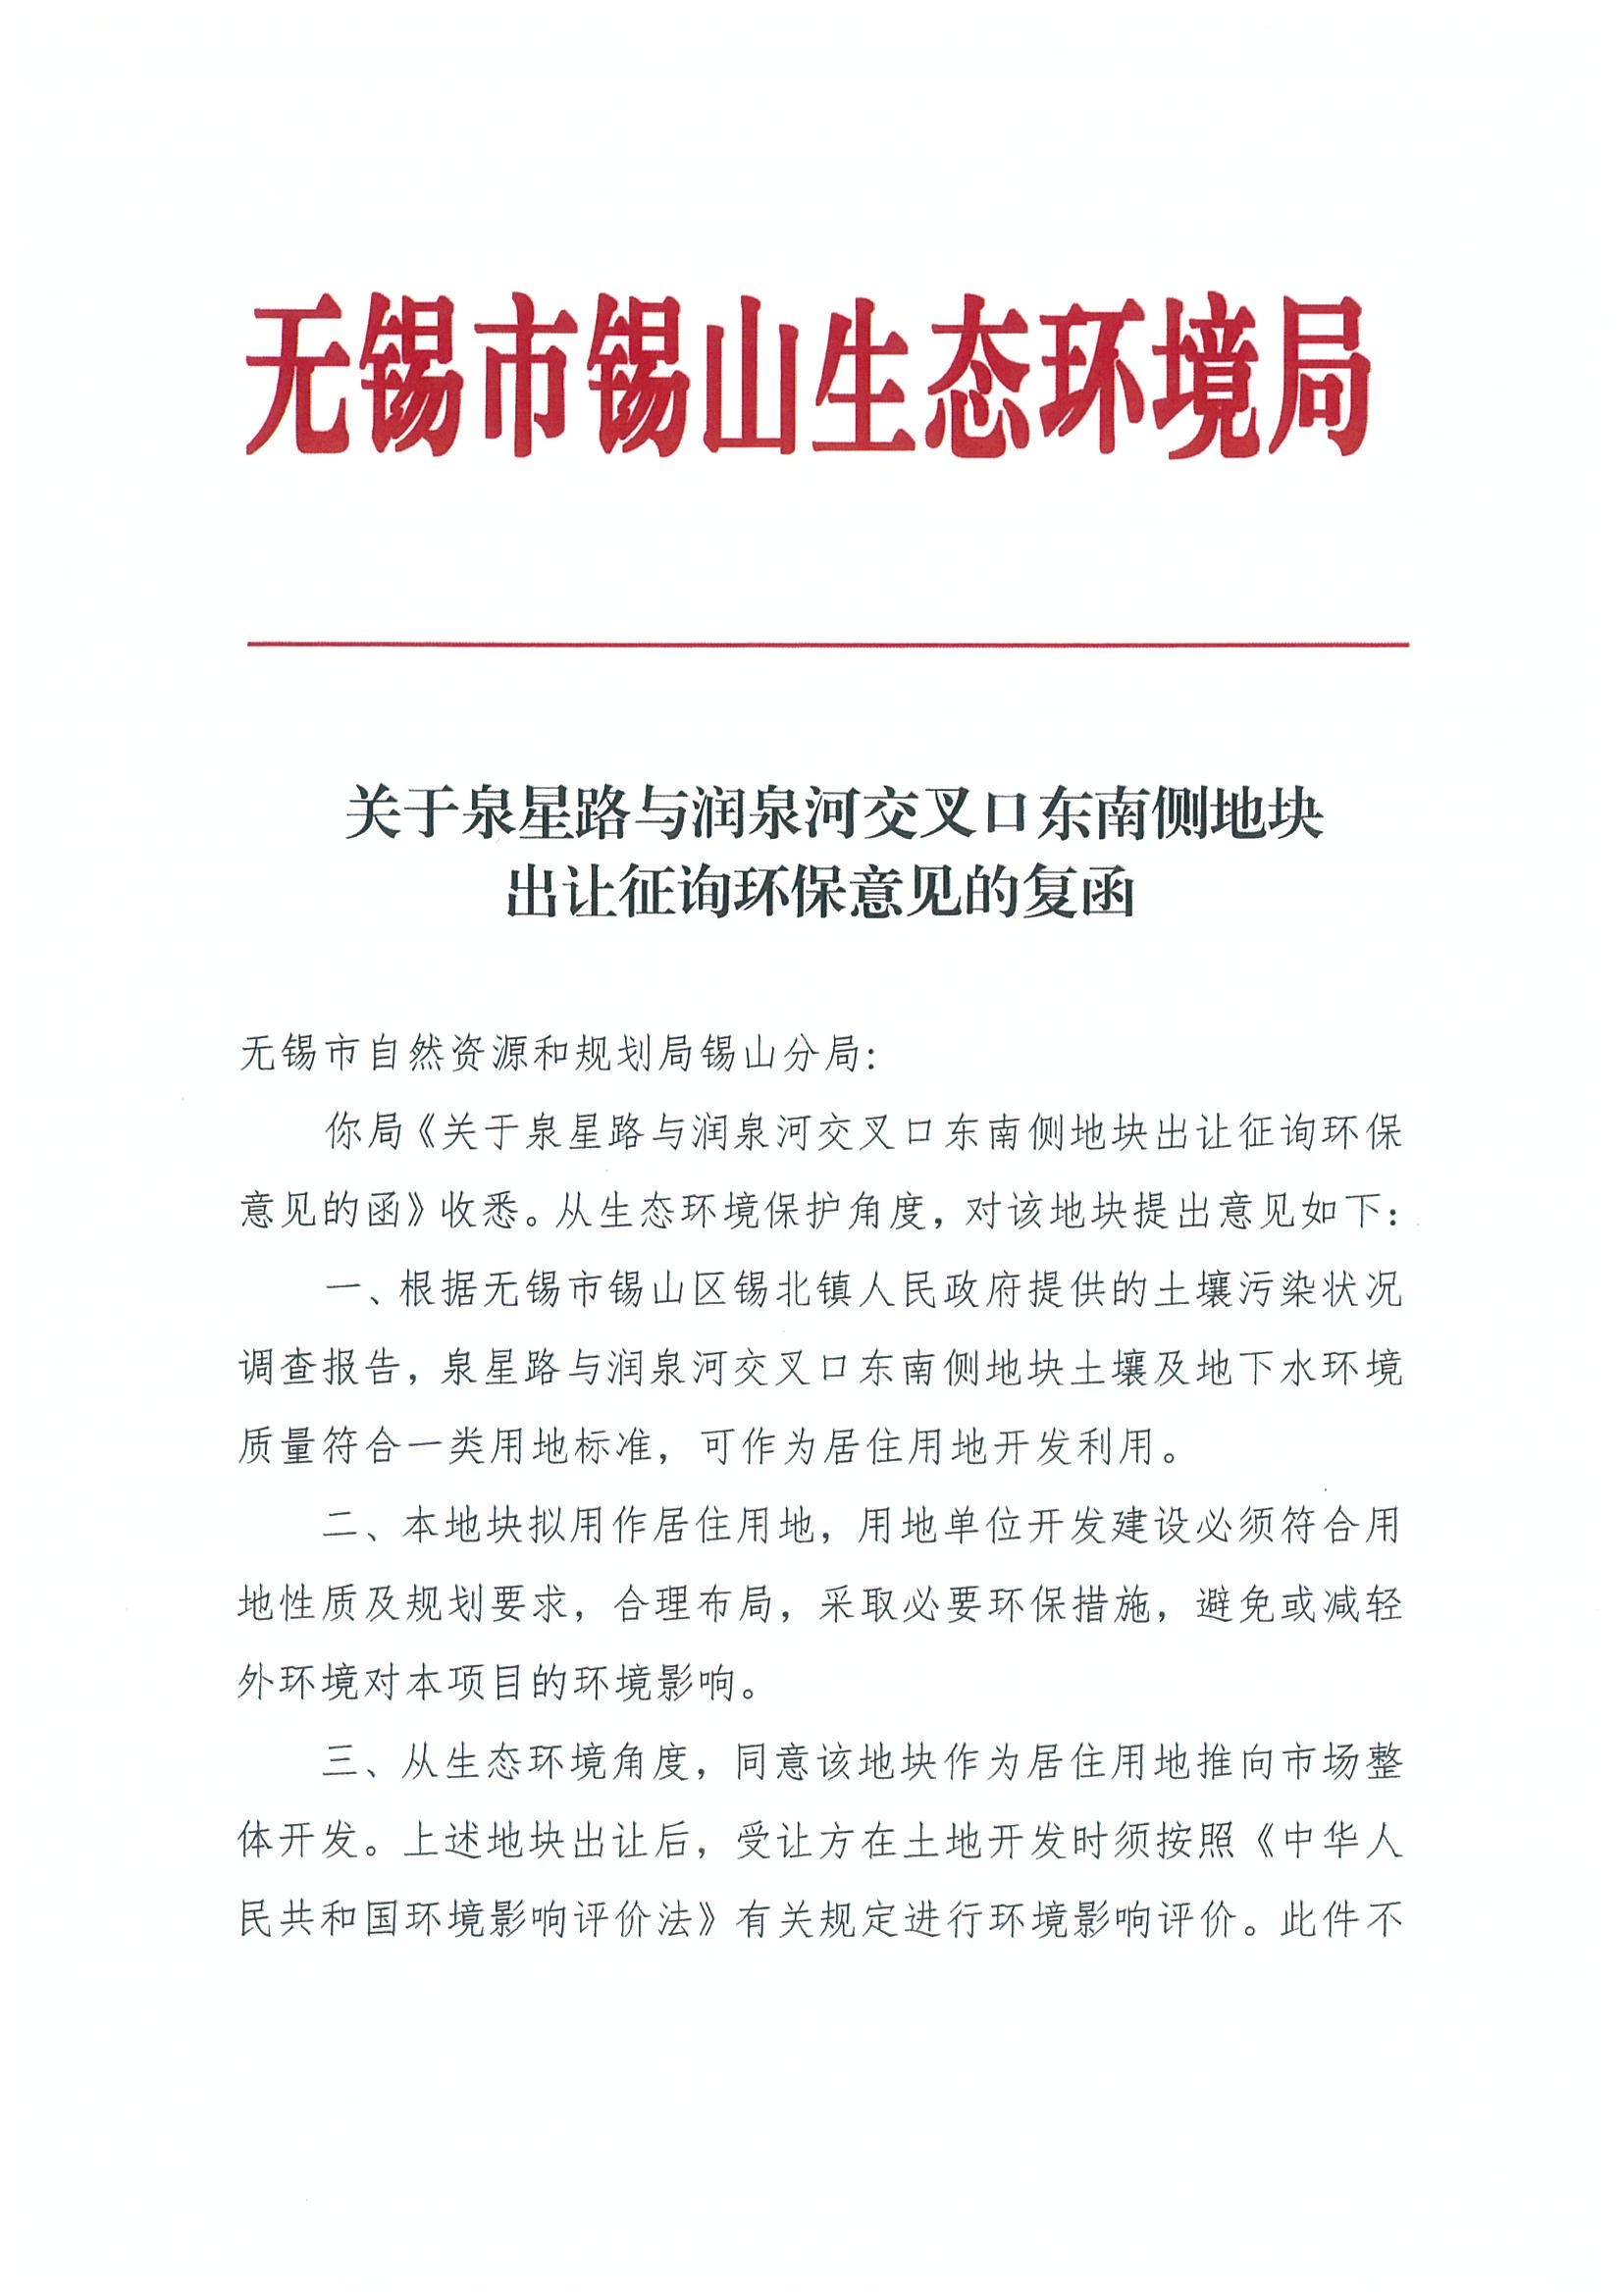 无锡市锡山生态环境局
关于泉星路与润泉河交叉口东南侧地块
出让征询环保意见的复函
无锡市自然资源和规划局锡山分局：
你局《关于泉星路与润泉河交叉口东南侧地块出让征询环保
意见的函》收悉。从生态环境保护角度，对该地块提出意见如下：
一、根据无锡市锡山区锡北镇人民政府提供的土壤污染状况
调查报告，泉星路与润泉河交叉口东南侧地块土壤及地下水环境
质量符合一类用地标准，可作为居住用地开发利用。
二、本地块拟用作居住用地，用地单位开发建设必须符合用
地性质及规划要求，合理布局，采取必要环保措施，避免或减轻
外环境对本项目的环境影响。
三、从生态环境角度，同意该地块作为居住用地推向市场整
体开发。上述地块出让后，受让方在土地开发时须按照《中华人
民共和国环境影响评价法》有关规定进行环境影响评价。此件不